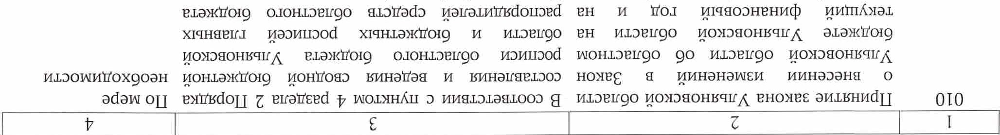 1 2 3 4
010 Принятие закона Ульяновской области В соответствии с пунктом 4 раздела 2 Порядка По мере
о внесении изменений в Закон составления и ведения сводной бюджетной необходимости
Ульяновской области об областном росписи областного бюджета Ульяновской
бюджете Ульяновской области на области и бюджетных росписей главных
текущий финансовый год и на распорядителей средств областного бюджета